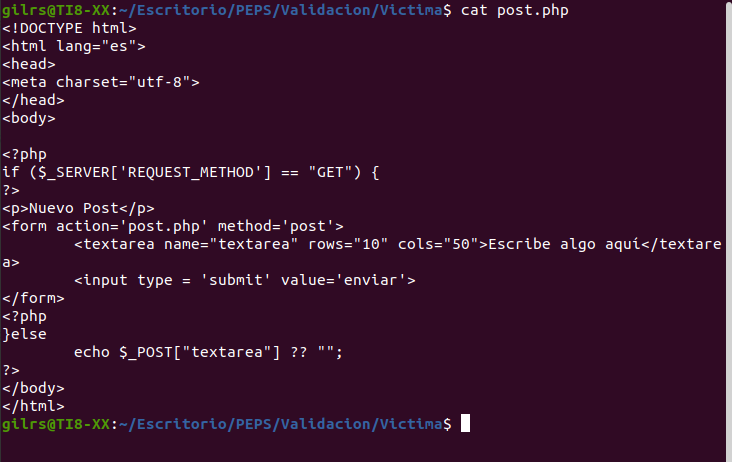 gilrs@TI8-XX:~/Escritorio/PEPS/Validacion/Victima$ cat post.php
<!DOCTYPE html>
<html lang="es">
<head>
<meta charset="utf-8">
</head>
<body>

<?php
if ($_SERVER['REQUEST_METHOD'] == "GET") {
?>
<p>Nuevo Post</p>
<form action='post.php' method='post'>
        <textarea name="textarea" rows="10" cols="50">Escribe algo aquí</textare
a>
        <input type = 'submit' value='enviar'>
</form>
<?php
}else
        echo $_POST["textarea"] ?? "";
?>
</body>
</html>
gilrs@TI8-XX:~/Escritorio/PEPS/Validacion/Victima$